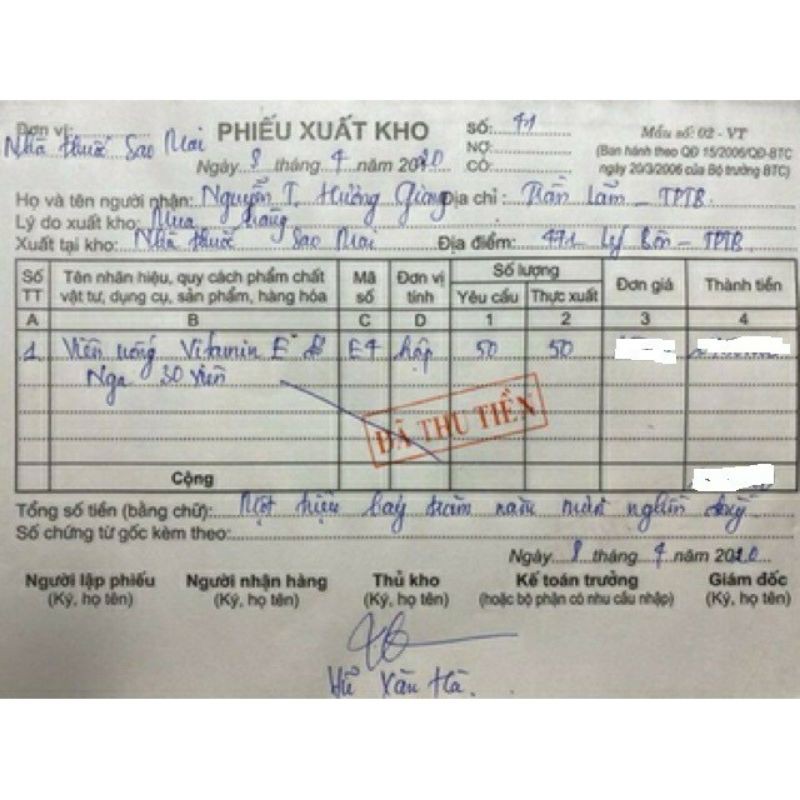 Đơn vị: Nhà thuốc Sao Mai
PHIẾU XUẤT KHO
Số: 41
Nợ:
Có:
Mẫu số: 02 - VT
(Ban hành theo QĐ 15/2006/QĐ-BTC
ngày 20/3/2006 của Bộ trưởng BTC)
Ngày 8 tháng 4 năm 2020
Họ và tên người nhận: Nguyễn T. Hương Giang Địa chỉ: Trần Lãm - TPTB.
Lý do xuất kho: Mua hàng
Xuất tại kho: Nhà thuốc Sao Mai Địa điểm: 471 Lý Bôn - TPTB.
Số TT Tên nhãn hiệu, quy cách phẩm chất vật tư, dụng cụ, sản phẩm, hàng hóa Mã số Đơn vị tính Số lượng Yêu cầu Thực xuất Đơn giá Thành tiền
A B C D 1 2 3 4
1 Viên uống Vitamin E E4 hộp 50 50
Nga 30 viên
ĐÃ THU TIỀN
Cộng
Tổng số tiền (bằng chữ): Một triệu bảy trăm năm mươi nghìn
Số chứng từ gốc kèm theo:
Ngày 8 tháng 4 năm 2020
Người lập phiếu Người nhận hàng Thủ kho Kế toán trưởng Giám đốc
(Ký, họ tên) (Ký, họ tên) (Ký, họ tên) (hoặc bộ phận có nhu cầu nhập) (Ký, họ tên)
Văn Hà.